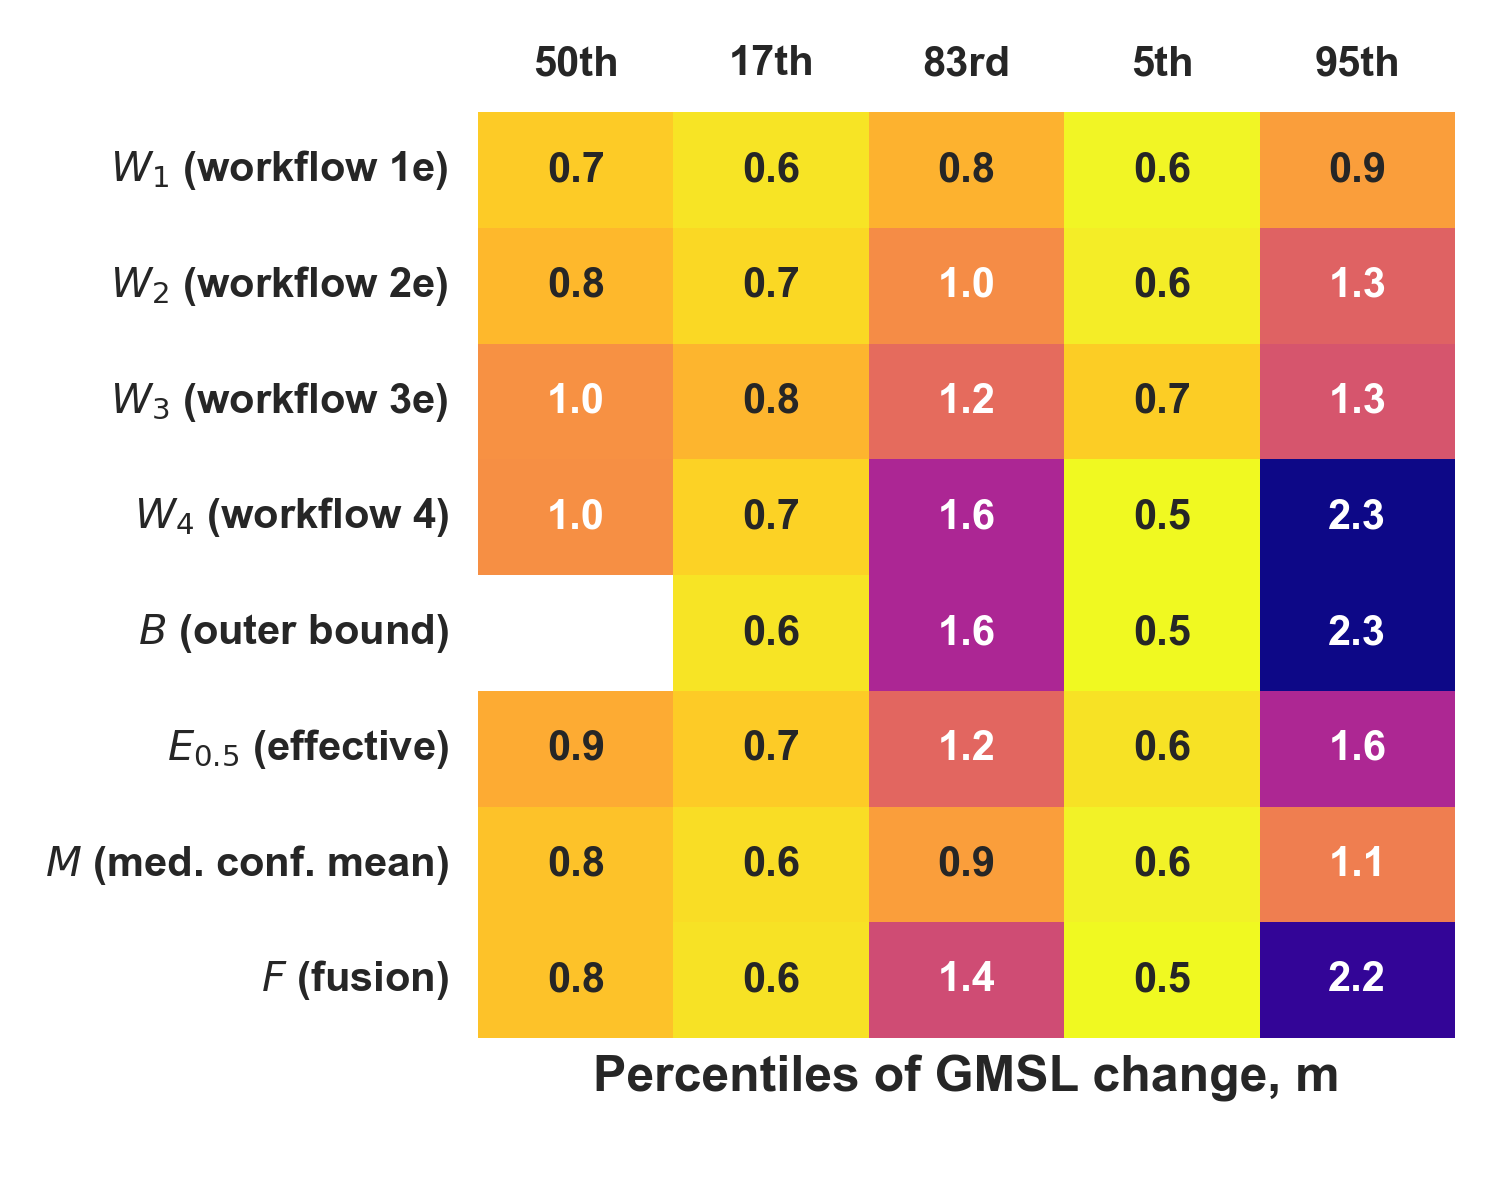 50th 17th 83rd 5th 95th
W1 (workflow 1e) 0.7 0.6 0.8 0.6 0.9
W2 (workflow 2e) 0.8 0.7 1.0 0.6 1.3
W3 (workflow 3e) 1.0 0.8 1.2 0.7 1.3
W4 (workflow 4) 1.0 0.7 1.6 0.5 2.3
B (outer bound) 0.6 1.6 0.5 2.3
E0.5 (effective) 0.9 0.7 1.2 0.6 1.6
M (med. conf. mean) 0.8 0.6 0.9 0.6 1.1
F (fusion) 0.8 0.6 1.4 0.5 2.2
Percentiles of GMSL change, m